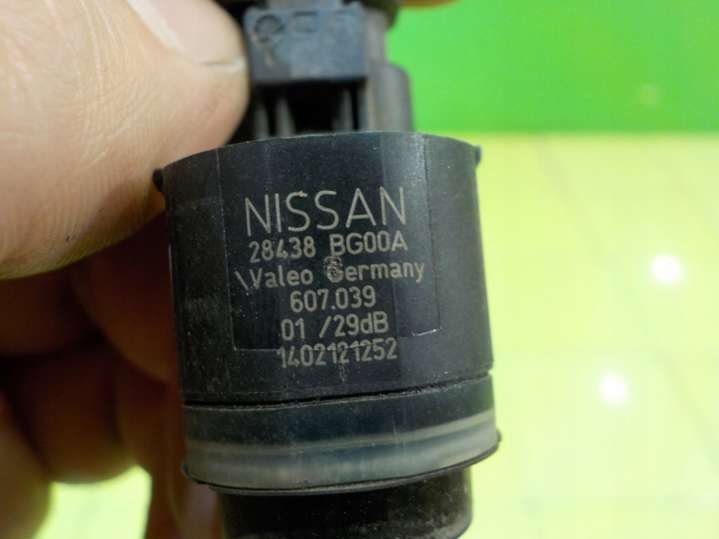 NISSAN
28438 BG00A
Valeo Germany
607.039
01 /29dB
1402121252